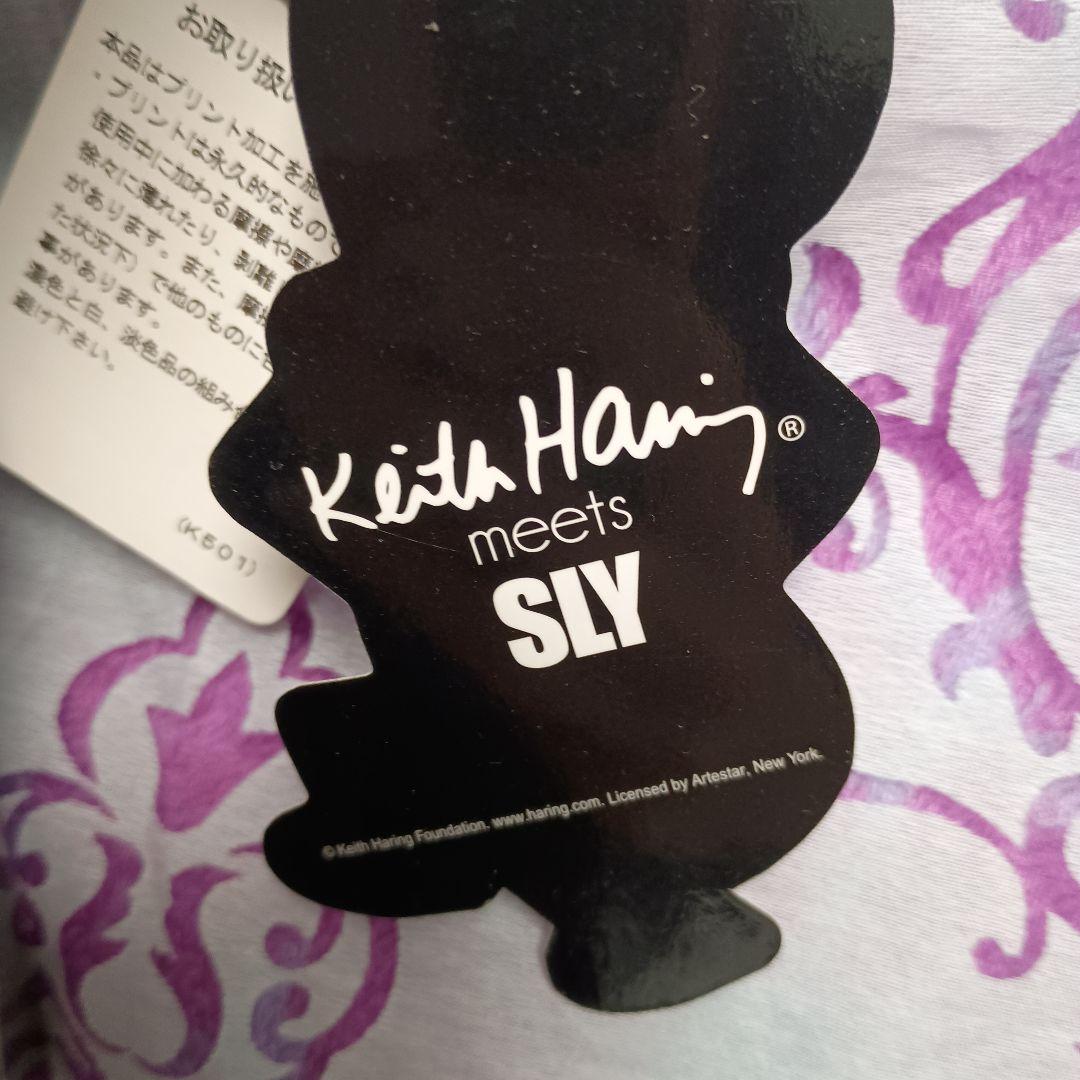 お取り扱い
本品はプリント加工を施
・プリントは永久的なもので
使用中に加わる摩擦や
徐々に薄れたり、剥離
があります。また、摩擦
た状況下）で他のものに
事があります。
濃色と白、淡色品の組み
避け下さい。
（K501）
Keith Haring®
meets
SLY
© Keith Haring Foundation. www.haring.com. Licensed by Artestar, New York.